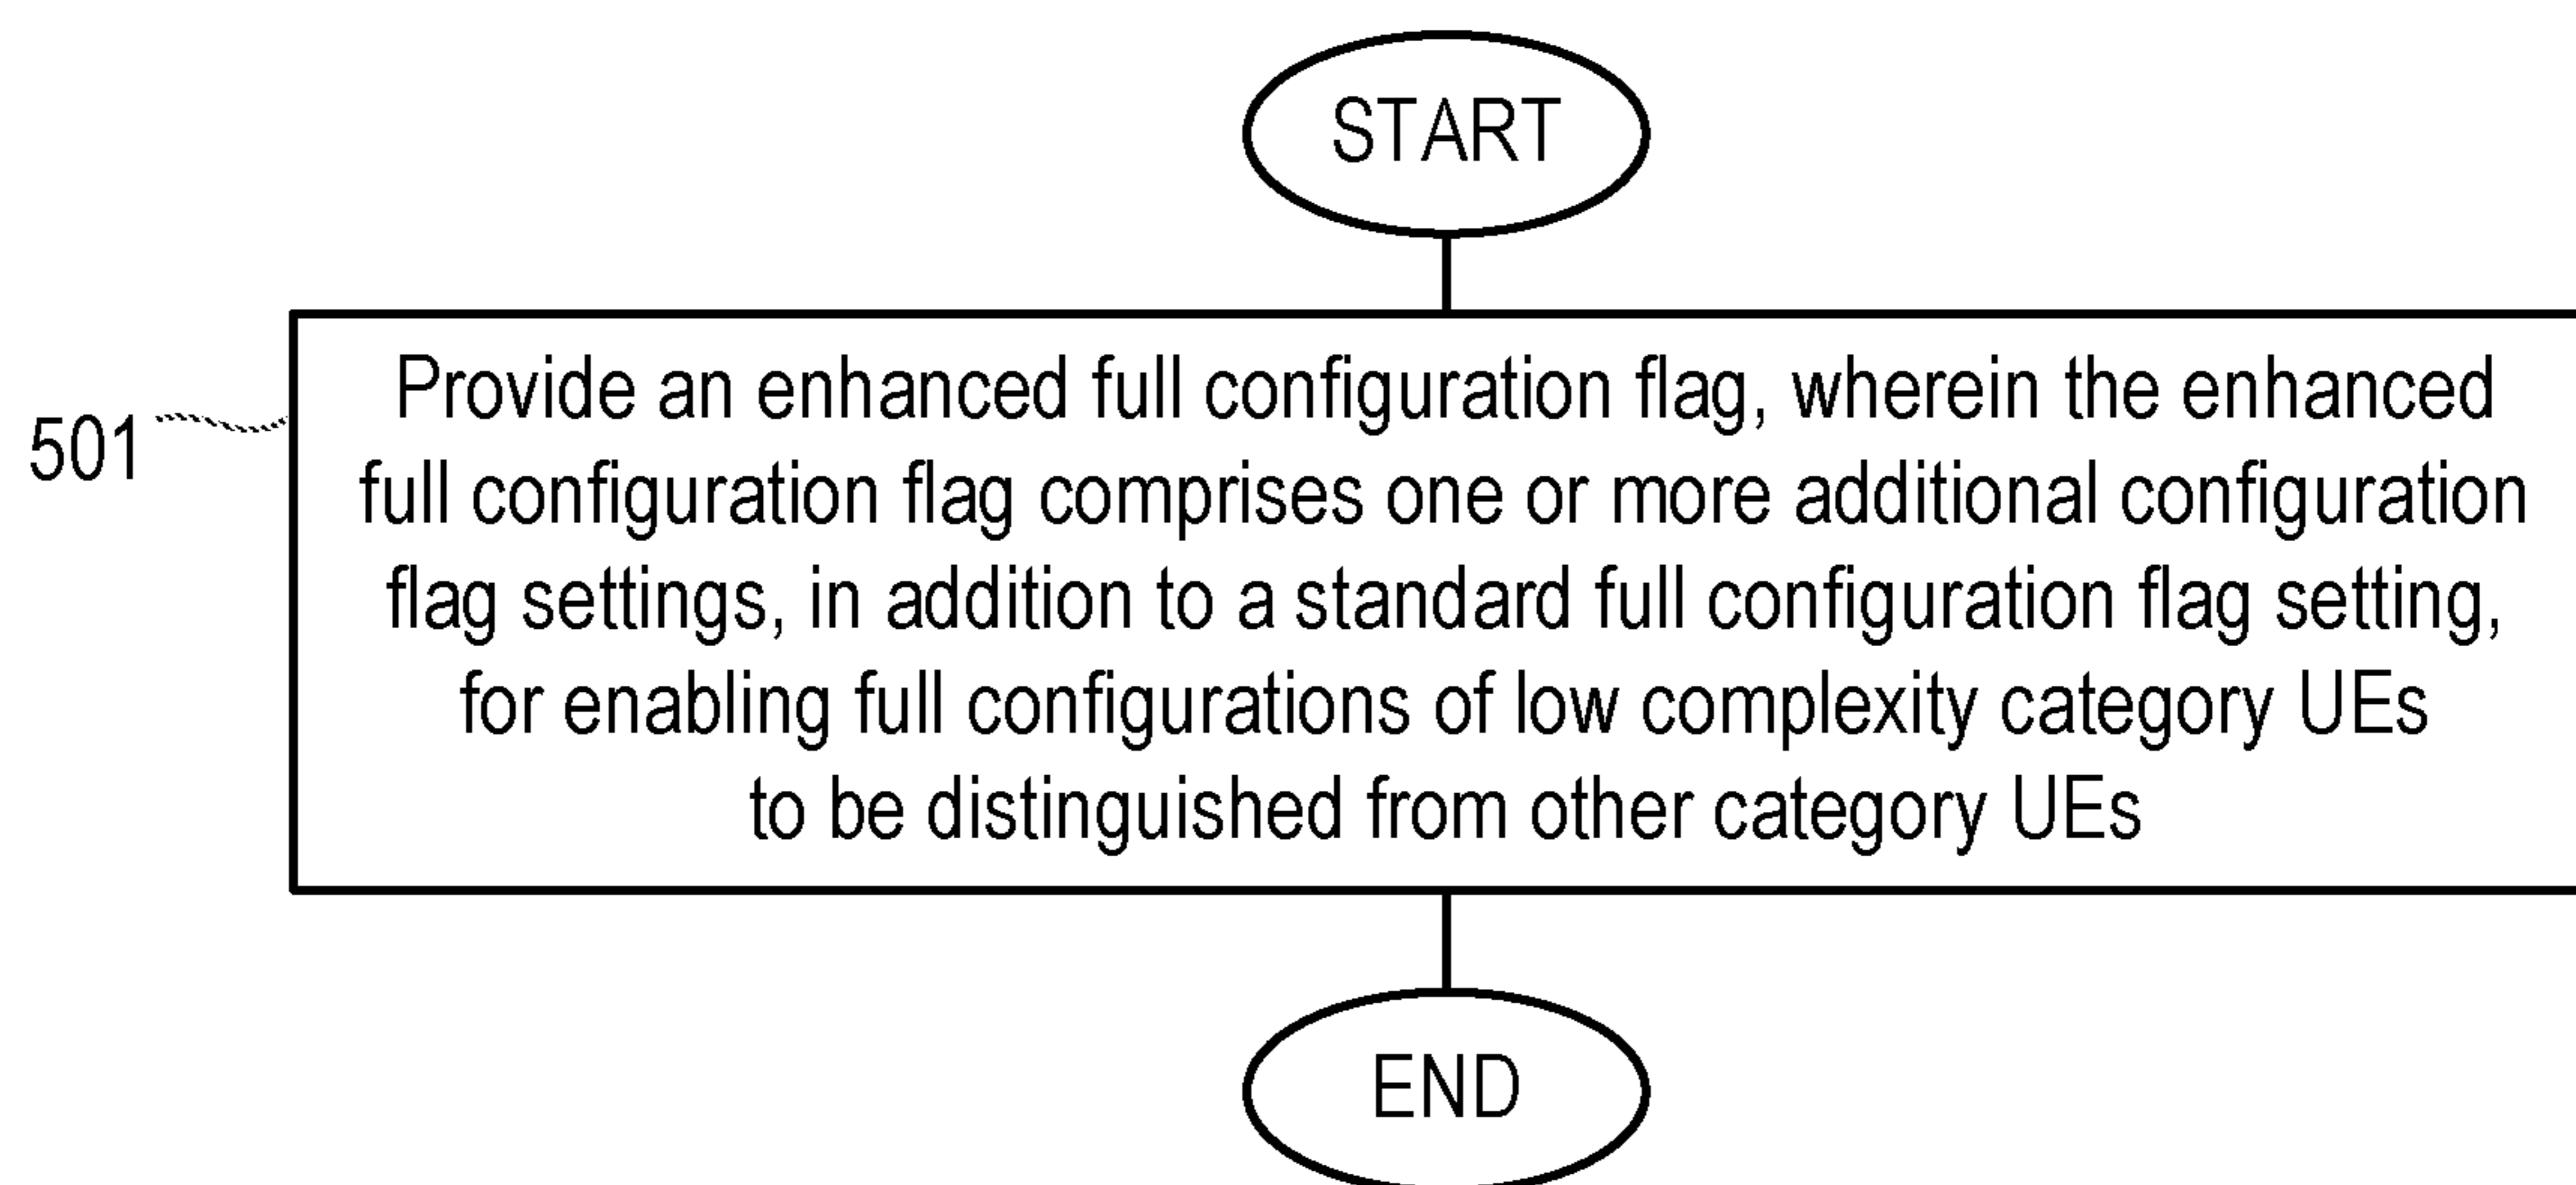 START
501
Provide an enhanced full configuration flag, wherein the enhanced
full configuration flag comprises one or more additional configuration
flag settings, in addition to a standard full configuration flag setting,
for enabling full configurations of low complexity category UEs
to be distinguished from other category UEs
END